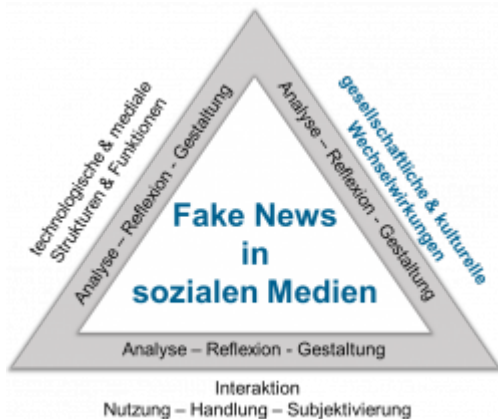 technologische & mediale
Strukturen & Funktionen
Analyse – Reflexion - Gestaltung
gesellschaftliche & kulturelle
Wechselwirkungen
Analyse – Reflexion - Gestaltung
Fake News
in
sozialen Medien
Analyse – Reflexion - Gestaltung
Interaktion
Nutzung – Handlung – Subjektivierung